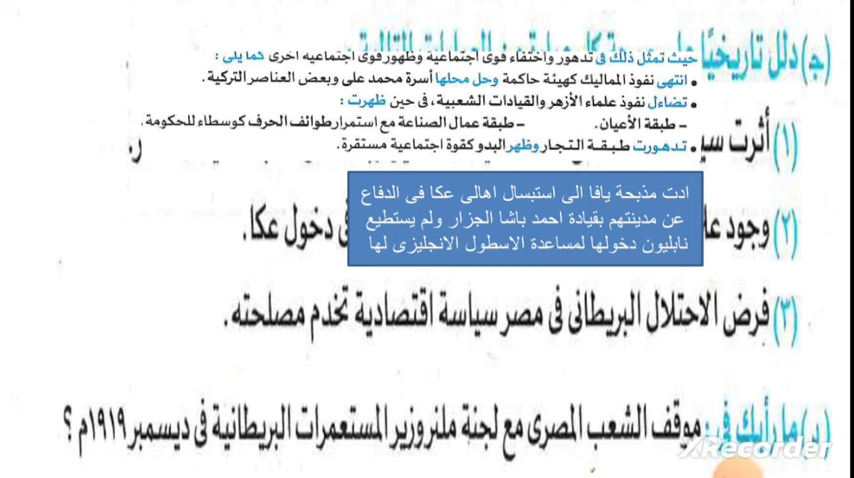 (ج) دلل تاريخيًا
حيث تمثل ذلك فى تدهور واختفاء قوى اجتماعية وظهور قوى اجتماعيه اخرى كما يلى :
• انتهى نفوذ المماليك كهيئة حاكمة وحل محلها أسرة محمد على وبعض العناصر التركية.
• تضاءل نفوذ علماء الأزهر والقيادات الشعبية، فى حين ظهرت :
– طبقة الأعيان. – طبقة عمال الصناعة مع استمرار طوائف الحرف كوسطاء للحكومة.
(١) أثرت
• تدهورت طبقة التجار وظهر البدو كقوة اجتماعية مستقرة.
ادت مذبحة يافا الى استبسال اهالى عكا فى الدفاع
عن مدينتهم بقيادة احمد باشا الجزار ولم يستطيع
نابليون دخولها لمساعدة الاسطول الانجليزى لها
(٢) وجود دخول عكا.
(٣) فرض الاحتلال البريطانى فى مصر سياسة اقتصادية تخدم مصلحته.
(د) ما رأيك فى : موقف الشعب المصرى مع لجنة ملنر وزير المستعمرات البريطانية فى ديسمبر ١٩١٩م ؟
XRecorder